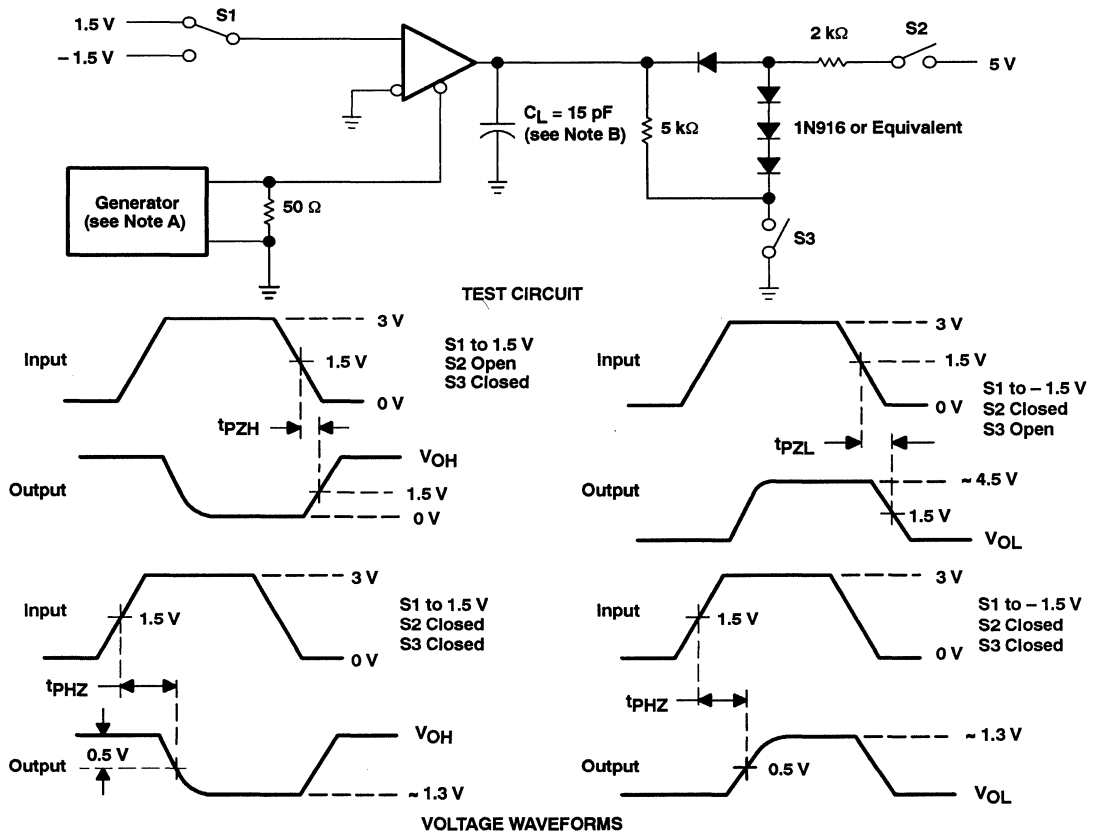 1.5 V
S1
– 1.5 V
2 kΩ
S2
5 V
CL = 15 pF
(see Note B)
5 kΩ
1N916 or Equivalent
Generator
(see Note A)
50 Ω
S3
TEST CIRCUIT
Input
3 V
1.5 V
0 V
S1 to 1.5 V
S2 Open
S3 Closed
tPZH
Output
VOH
1.5 V
0 V
Input
3 V
1.5 V
0 V
S1 to – 1.5 V
S2 Closed
S3 Open
tPZL
Output
~ 4.5 V
1.5 V
VOL
Input
3 V
1.5 V
0 V
S1 to 1.5 V
S2 Closed
S3 Closed
tPHZ
0.5 V
Output
VOH
~ 1.3 V
Input
3 V
1.5 V
0 V
S1 to – 1.5 V
S2 Closed
S3 Closed
tPHZ
Output
~ 1.3 V
0.5 V
VOL
VOLTAGE WAVEFORMS